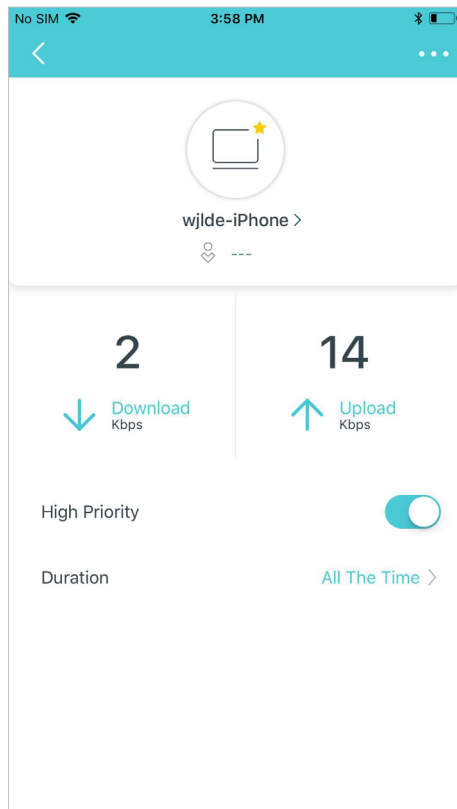 No SIM 3:58 PM
wjlde-iPhone >
---
2 14
Download Upload
Kbps Kbps
High Priority
Duration All The Time >